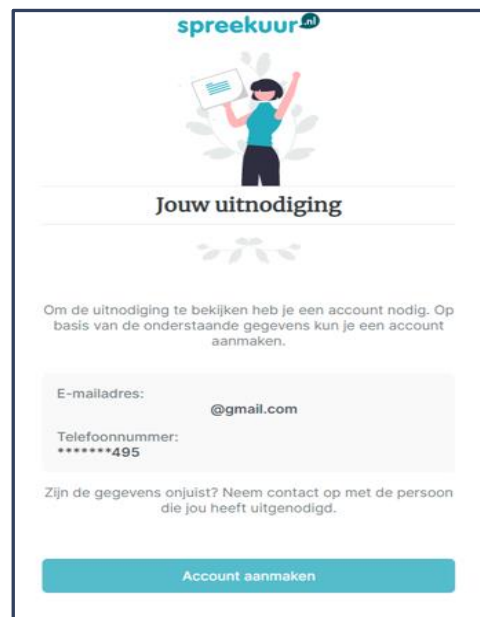 spreekuur.nl
Jouw uitnodiging
Om de uitnodiging te bekijken heb je een account nodig. Op
basis van de onderstaande gegevens kun je een account
aanmaken.
E-mailadres:
@gmail.com
Telefoonnummer:
*******495
Zijn de gegevens onjuist? Neem contact op met de persoon
die jou heeft uitgenodigd.
Account aanmaken